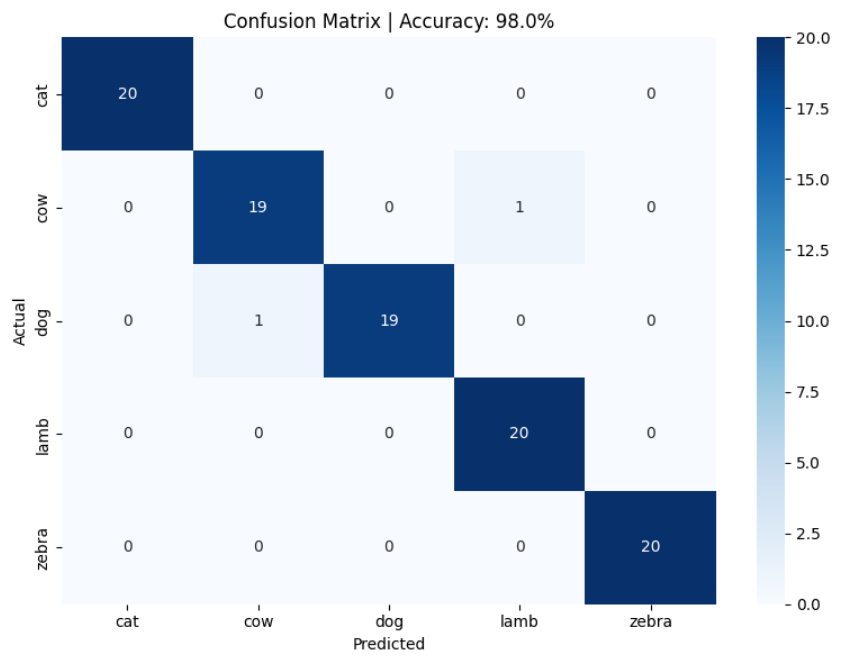 Confusion Matrix | Accuracy: 98.0%
cat 20 0 0 0 0
cow 0 19 0 1 0
dog 0 1 19 0 0
lamb 0 0 0 20 0
zebra 0 0 0 0 20
cat cow dog lamb zebra
Predicted
Actual
20.0
17.5
15.0
12.5
10.0
7.5
5.0
2.5
0.0